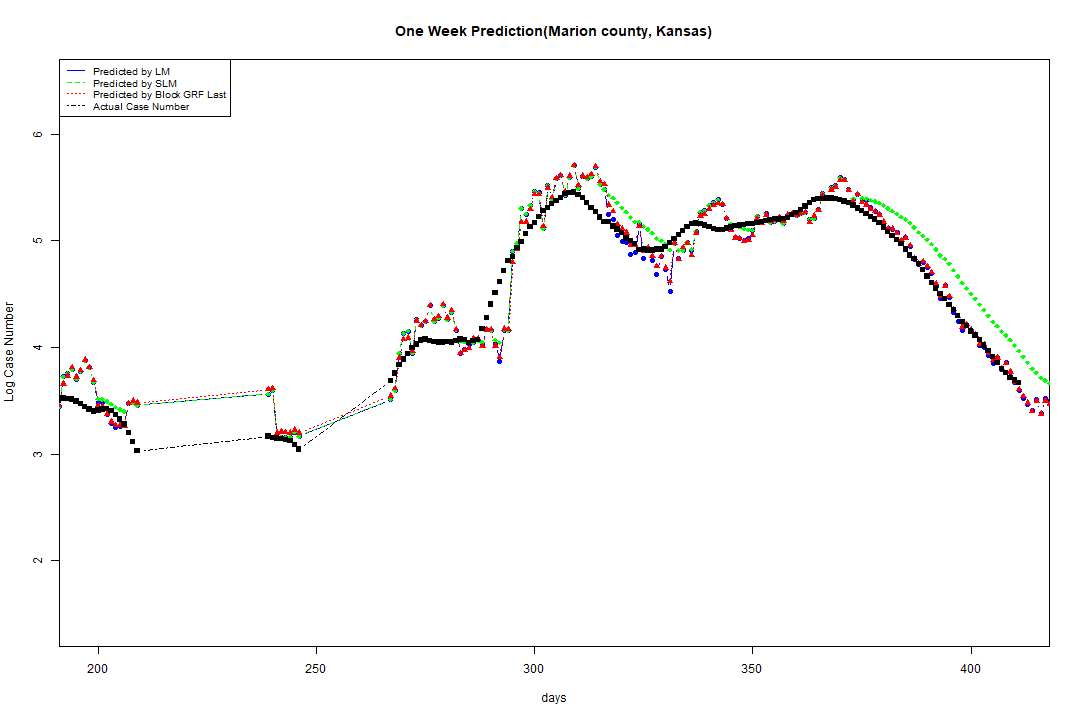 One Week Prediction(Marion county, Kansas)
Predicted by LM
Predicted by SLM
Predicted by Block GRF Last
Actual Case Number
6
5
4
3
2
Log Case Number
200 250 300 350 400
days